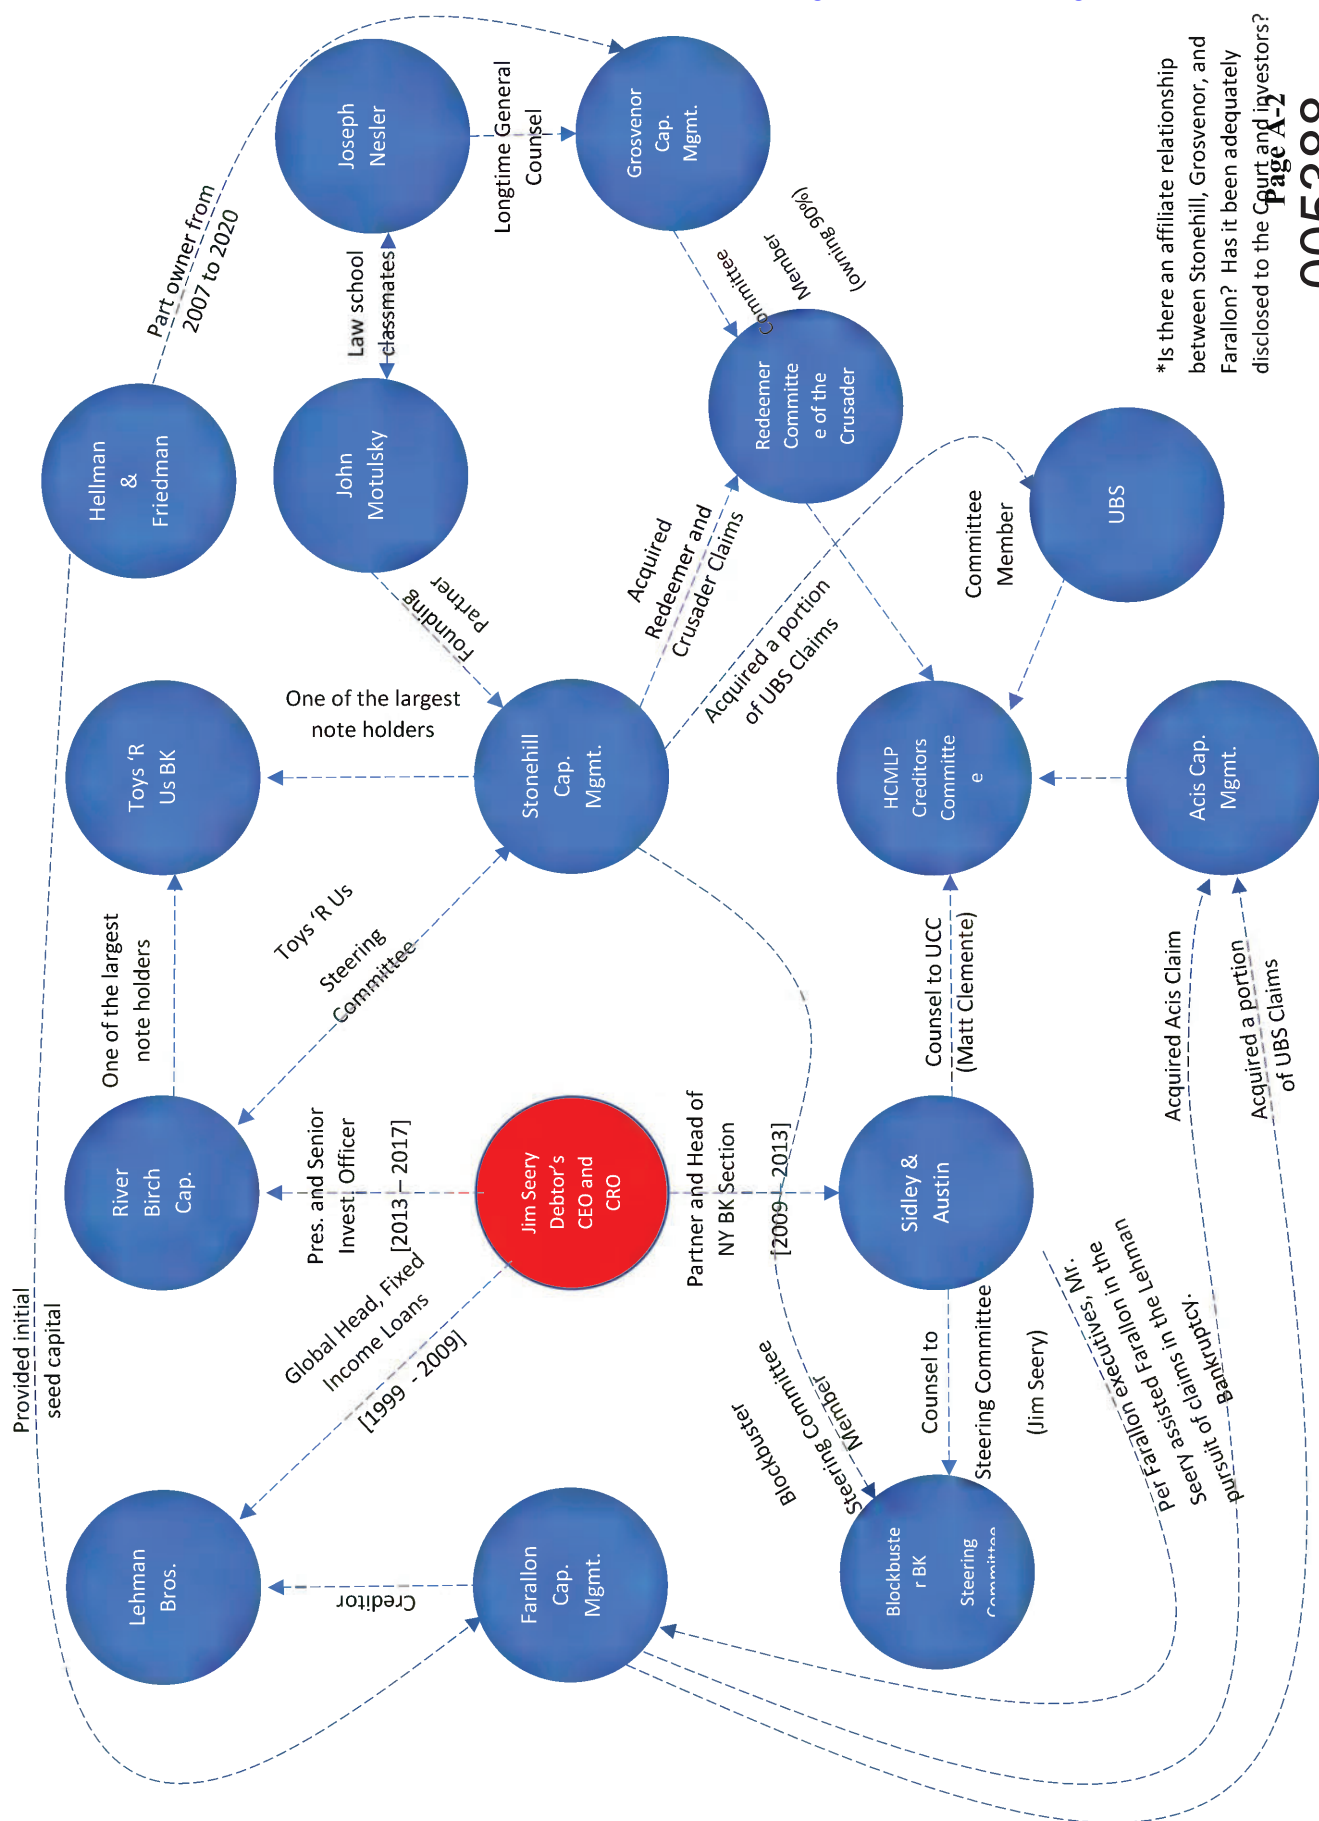 Hellman
&
Friedman
Part owner from
2007 to 2020
Provided initial
seed capital
Lehman
Bros.
River
Birch
Cap.
One of the largest
note holders
Toys ‘R
Us BK
John
Motulsky
Law school
classmates
Joseph
Nesler
Longtime General
Counsel
Grosvenor
Cap.
Mgmt.
Founding
Partner
One of the largest
note holders
Toys ‘R Us
Steering
Committee
Pres. and Senior
Invest. Officer
[2013 – 2017]
Global Head, Fixed
Income Loans
[1999 - 2009]
Creditor
Farallon
Cap.
Mgmt.
Jim Seery
Debtor’s
CEO and
CRO
Stonehill
Cap.
Mgmt.
Acquired
Redeemer and
Crusader Claims
Committee
Member
(owning 90%)
Redeemer
Committe
e of the
Crusader
Acquired a portion
of UBS Claims
Partner and Head of
NY BK Section
[2009 – 2013]
Blockbuster
Steering Committee
Member
Blockbuste
r BK
Steering
Committee
Counsel to
Steering Committee
(Jim Seery)
Sidley &
Austin
Counsel to UCC
(Matt Clemente)
HCMLP
Creditors
Committe
e
Committee
Member
UBS
Per Farallon executives, Mr.
Seery assisted Farallon in the
pursuit of claims in the Lehman
Bankruptcy.
Acquired Acis Claim
Acquired a portion
of UBS Claims
Acis Cap.
Mgmt.
*Is there an affiliate relationship
between Stonehill, Grosvenor, and
Farallon? Has it been adequately
disclosed to the Court and investors?
Page A-2
005388